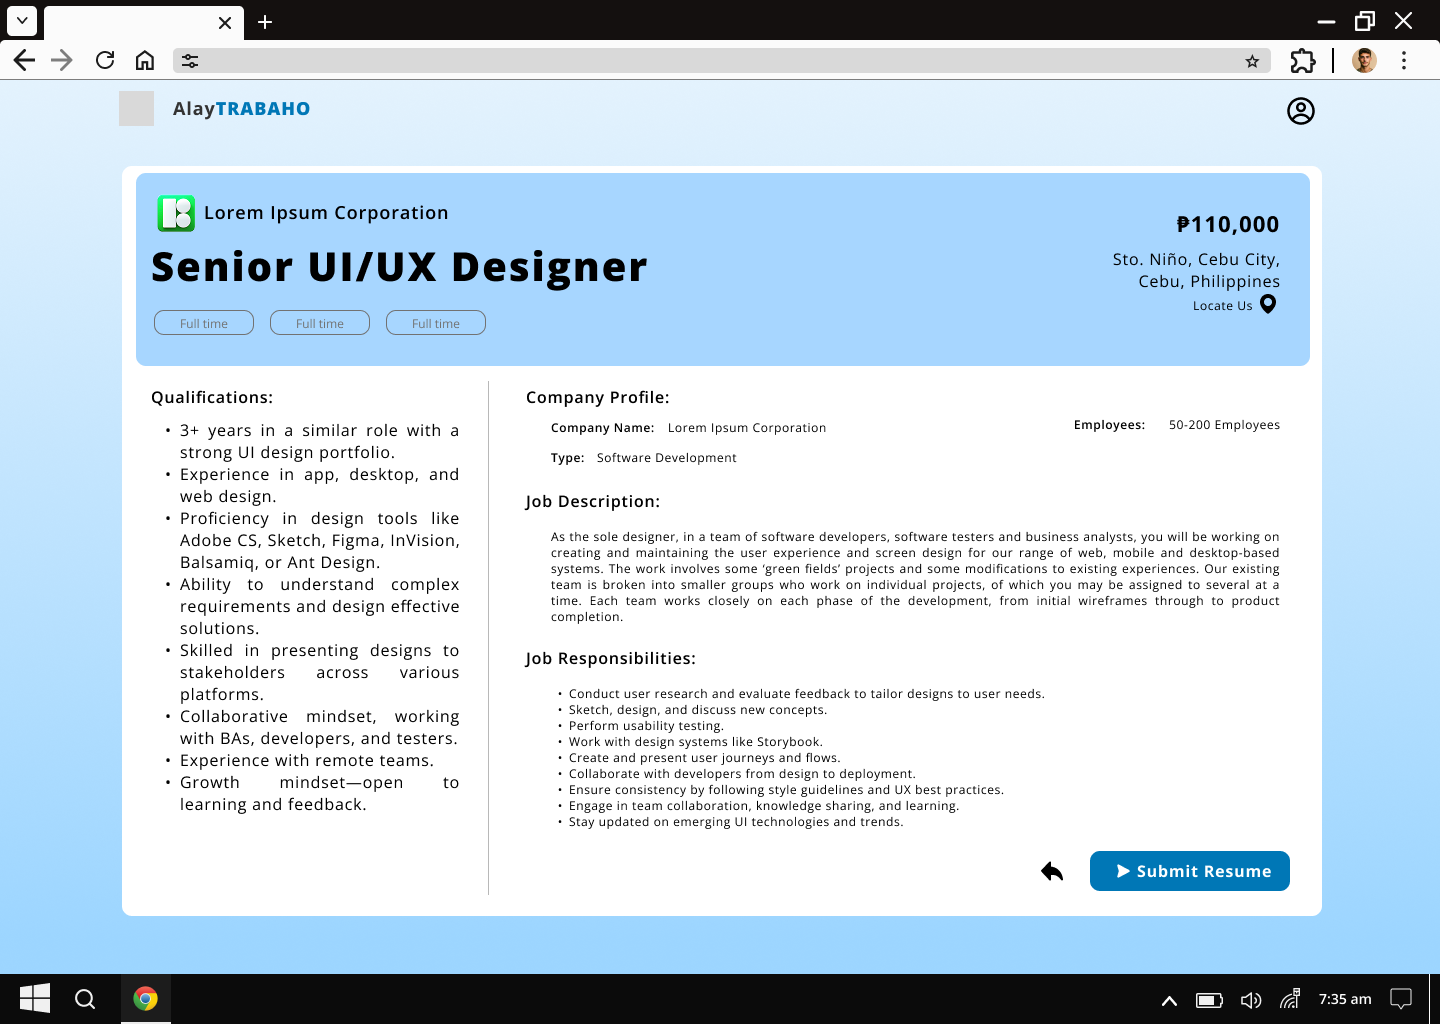 AlayTRABAHO
Lorem Ipsum Corporation
Senior UI/UX Designer
Full time
Full time
Full time
₱110,000
Sto. Niño, Cebu City,
Cebu, Philippines
Locate Us
Qualifications:
• 3+ years in a similar role with a
strong UI design portfolio.
• Experience in app, desktop, and
web design.
• Proficiency in design tools like
Adobe CS, Sketch, Figma, InVision,
Balsamiq, or Ant Design.
• Ability to understand complex
requirements and design effective
solutions.
• Skilled in presenting designs to
stakeholders across various
platforms.
• Collaborative mindset, working
with BAs, developers, and testers.
• Experience with remote teams.
• Growth mindset—open to
learning and feedback.
Company Profile:
Company Name: Lorem Ipsum Corporation
Employees: 50-200 Employees
Type: Software Development
Job Description:
As the sole designer, in a team of software developers, software testers and business analysts, you will be working on
creating and maintaining the user experience and screen design for our range of web, mobile and desktop-based
systems. The work involves some ‘green fields’ projects and some modifications to existing experiences. Our existing
team is broken into smaller groups who work on individual projects, of which you may be assigned to several at a
time. Each team works closely on each phase of the development, from initial wireframes through to product
completion.
Job Responsibilities:
• Conduct user research and evaluate feedback to tailor designs to user needs.
• Sketch, design, and discuss new concepts.
• Perform usability testing.
• Work with design systems like Storybook.
• Create and present user journeys and flows.
• Collaborate with developers from design to deployment.
• Ensure consistency by following style guidelines and UX best practices.
• Engage in team collaboration, knowledge sharing, and learning.
• Stay updated on emerging UI technologies and trends.
Submit Resume
7:35 am